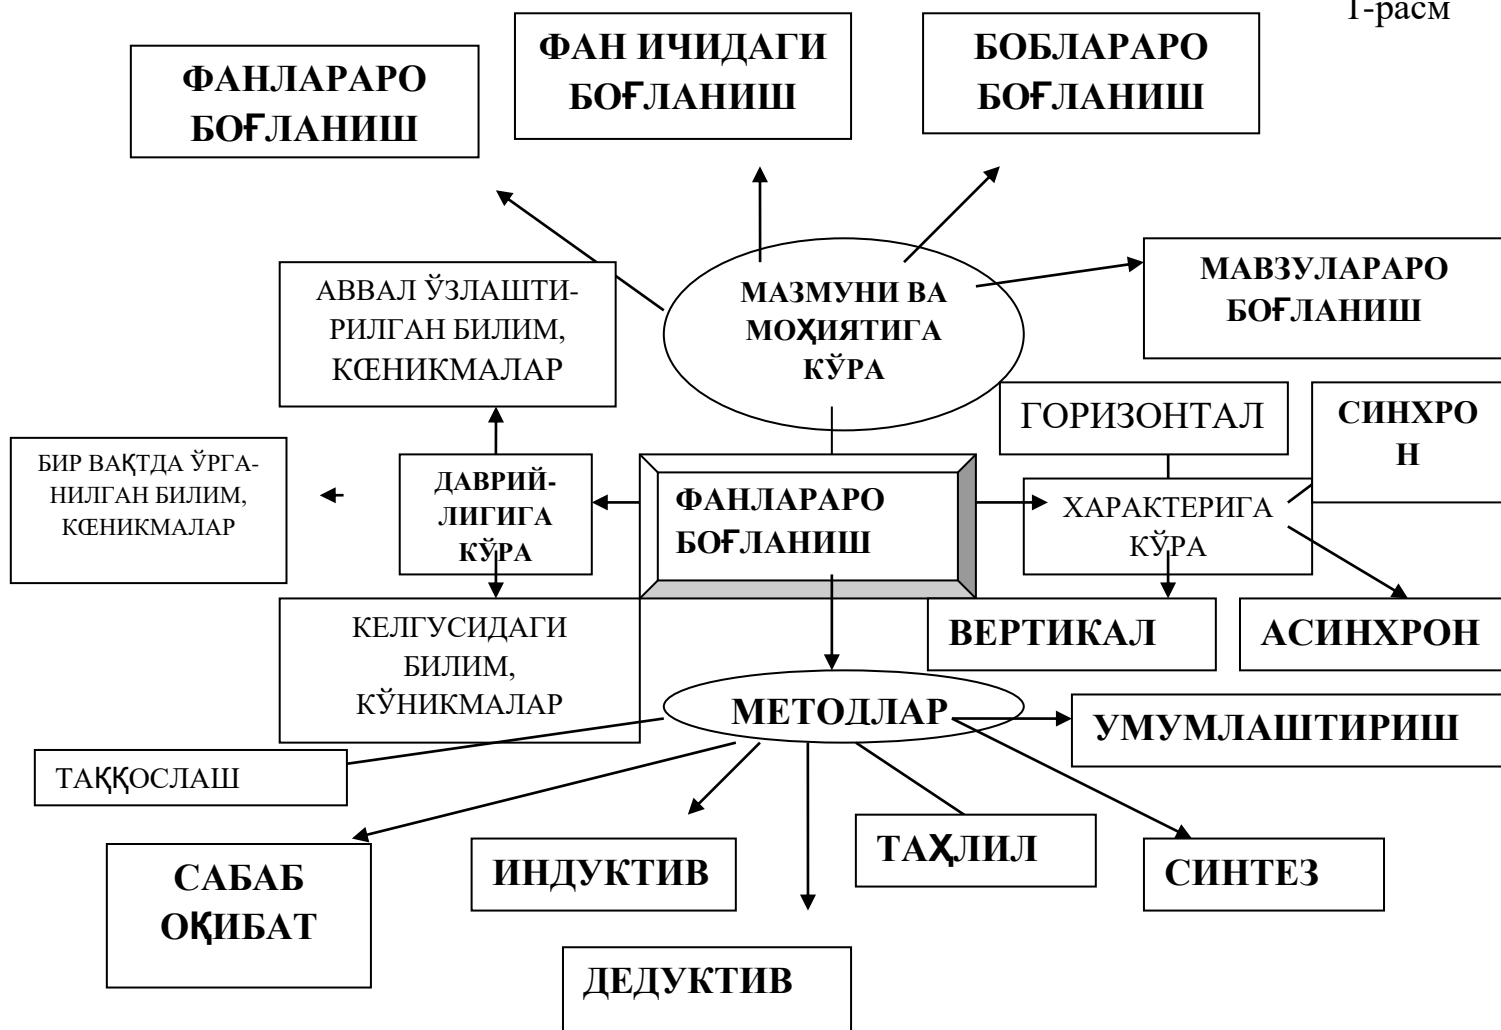 1-расм
ФАНЛАРАРО
БОҒЛАНИШ
ФАН ИЧИДАГИ
БОҒЛАНИШ
БОБЛАРАРО
БОҒЛАНИШ
АВВАЛ ЎЗЛАШТИ-
РИЛГАН БИЛИМ,
КŒНИКМАЛАР
МАЗМУНИ ВА
МОҲИЯТИГА
КЎРА
МАВЗУЛАРАРО
БОҒЛАНИШ
ГОРИЗОНТАЛ
СИНХРО
Н
БИР ВАҚТДА ЎРГА-
НИЛГАН БИЛИМ,
КŒНИКМАЛАР
ДАВРИЙ-
ЛИГИГА
КЎРА
ФАНЛАРАРО
БОҒЛАНИШ
ХАРАКТЕРИГА
КЎРА
КЕЛГУСИДАГИ
БИЛИМ,
КЎНИКМАЛАР
ВЕРТИКАЛ
АСИНХРОН
МЕТОДЛАР
УМУМЛАШТИРИШ
ТАҚҚОСЛАШ
САБАБ
ОҚИБАТ
ИНДУКТИВ
ТАҲЛИЛ
СИНТЕЗ
ДЕДУКТИВ